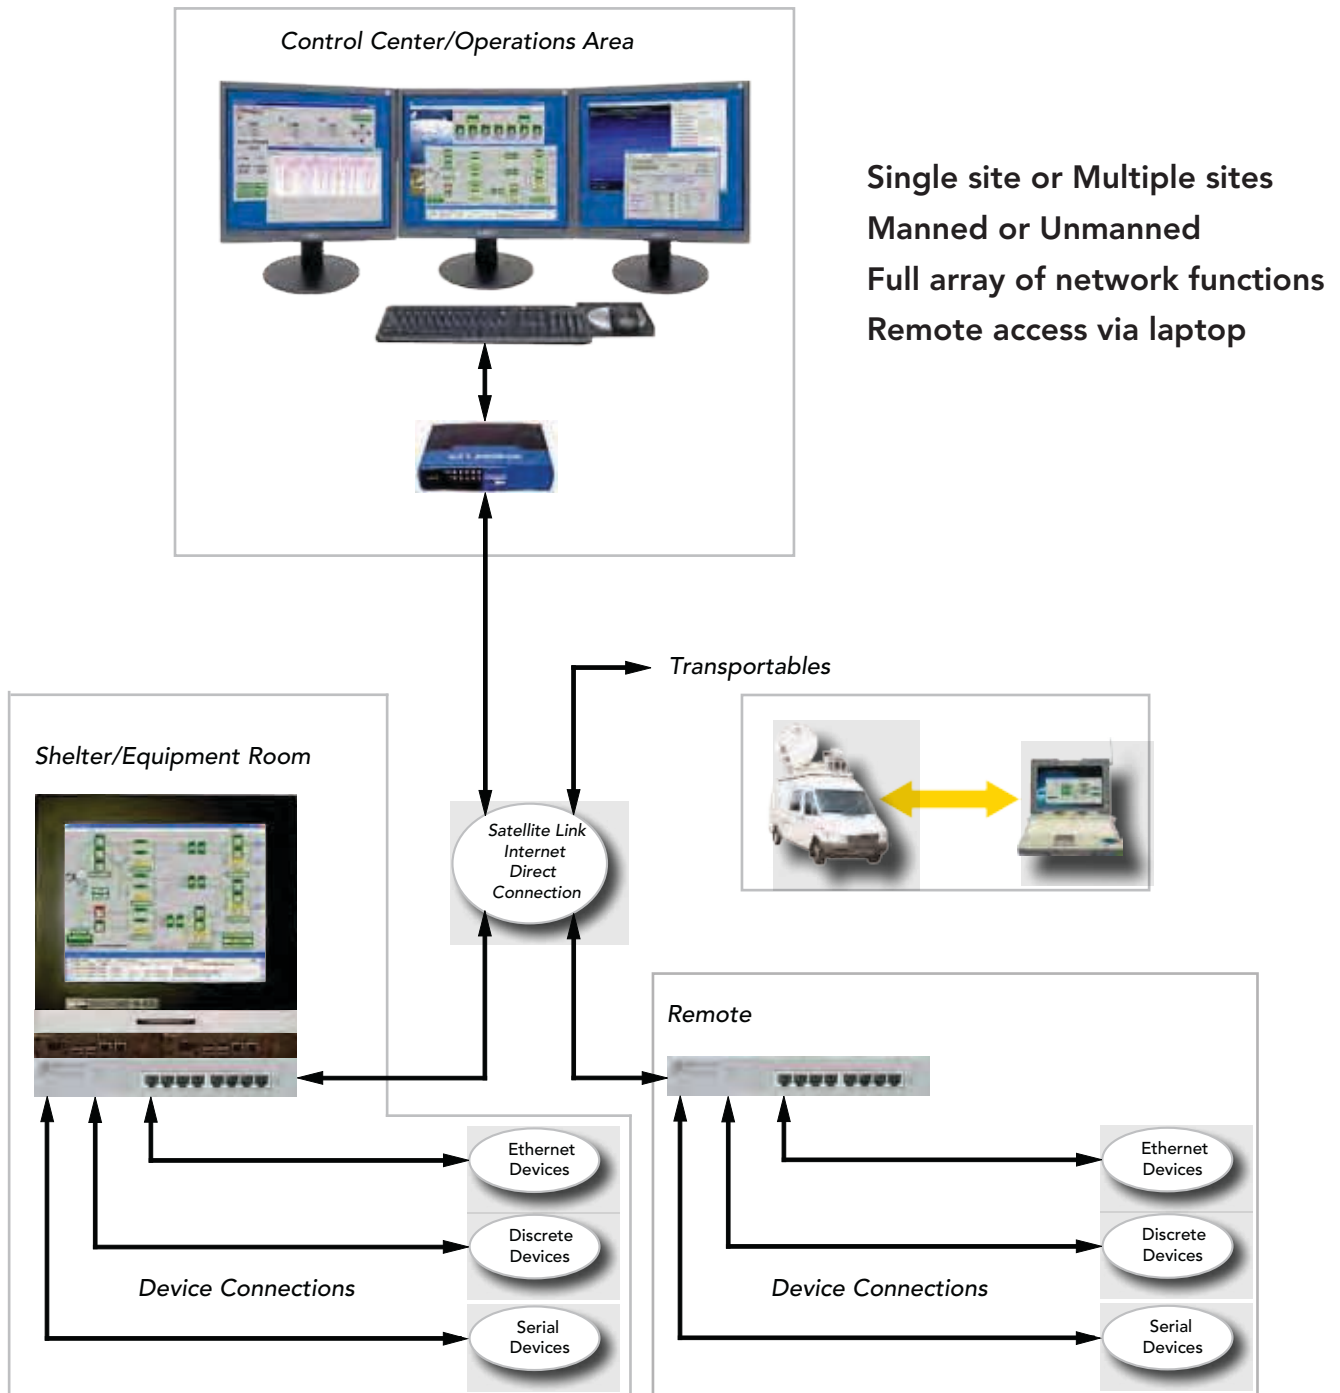 Control Center/Operations Area
Single site or Multiple sites
Manned or Unmanned
Full array of network functions
Remote access via laptop
Transportables
Shelter/Equipment Room
Satellite Link
Internet
Direct
Connection
Remote
Ethernet
Devices
Discrete
Devices
Device Connections
Serial
Devices
Ethernet
Devices
Discrete
Devices
Device Connections
Serial
Devices